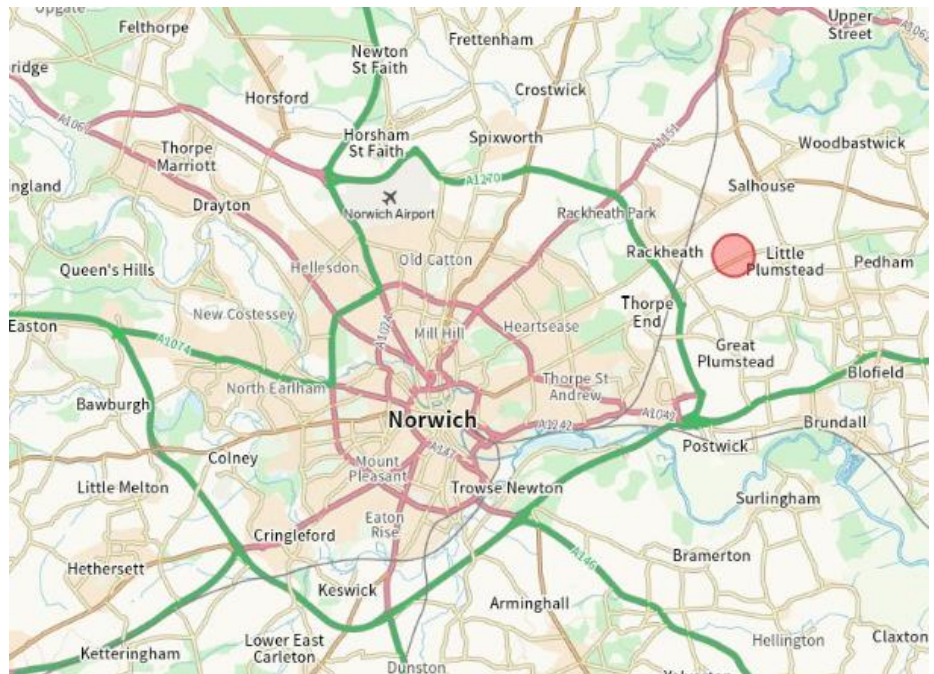 Upgate
Felthorpe
Frettenham
Upper
Street
A1062
Newton
St Faith
Crostwick
Horsford
A1067
Horsham
St Faith
Spixworth
A1151
Woodbastwick
Thorpe
Marriott
A1270
Salhouse
Drayton
Norwich Airport
Rackheath Park
Rackheath
Little
Plumstead
Pedham
Old Catton
Hellesdon
Queen's Hills
Thorpe
End
New Costessey
Easton
A1024
Mill Hill
Heartsease
A1074
Great
Plumstead
Blofield
North Earlham
Thorpe St
Andrew
Bawburgh
Norwich
A1042
A1242
Brundall
Postwick
A147
Colney
Mount
Pleasant
Little Melton
Trowse Newton
Surlingham
Eaton
Rise
Cringleford
Bramerton
Hethersett
A146
Keswick
Arminghall
Lower East
Carleton
Hellington
Claxton
Ketteringham
Dunston